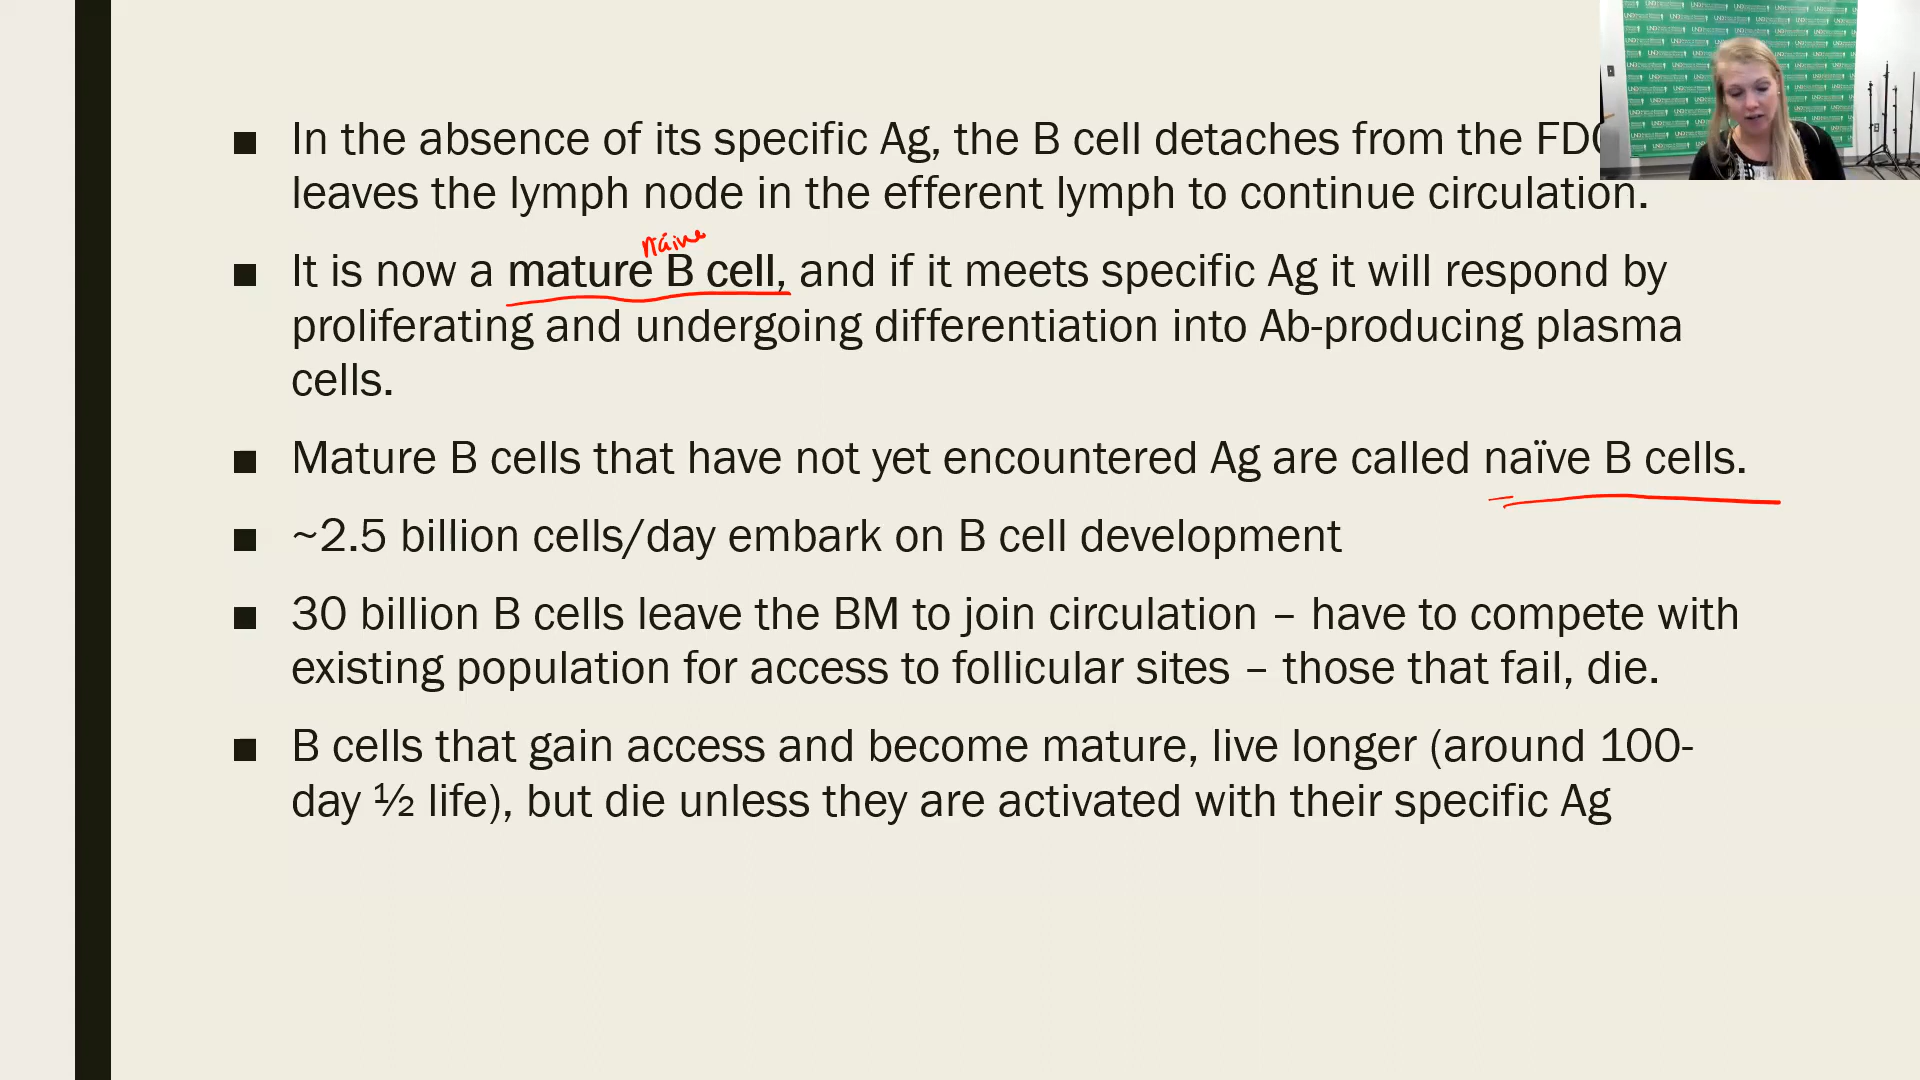 ■ In the absence of its specific Ag, the B cell detaches from the
leaves the lymph node in the efferent lymph to continue circulation.
naive
■ It is now a mature B cell, and if it meets specific Ag it will respond by
proliferating and undergoing differentiation into Ab-producing plasma
cells.
■ Mature B cells that have not yet encountered Ag are called naïve B cells.
■ ~2.5 billion cells/day embark on B cell development
■ 30 billion B cells leave the BM to join circulation – have to compete with
existing population for access to follicular sites – those that fail, die.
■ B cells that gain access and become mature, live longer (around 100-
day ½ life), but die unless they are activated with their specific Ag